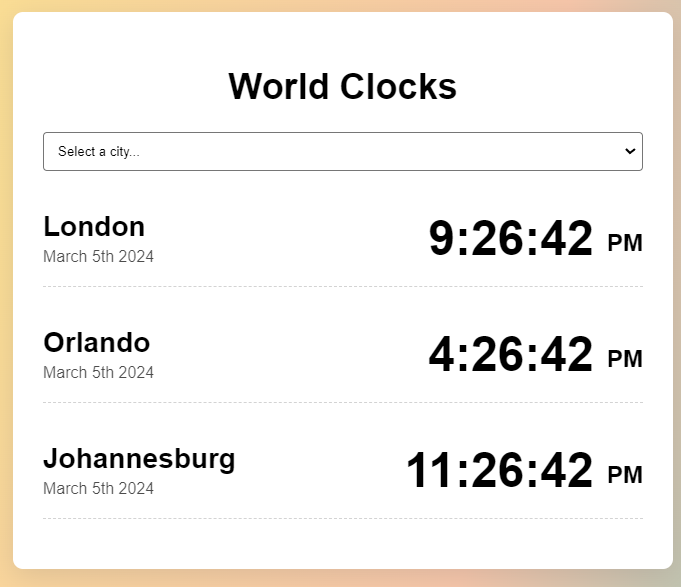 World Clocks
Select a city...
London
9:26:42 PM
March 5th 2024
Orlando
4:26:42 PM
March 5th 2024
Johannesburg
11:26:42 PM
March 5th 2024